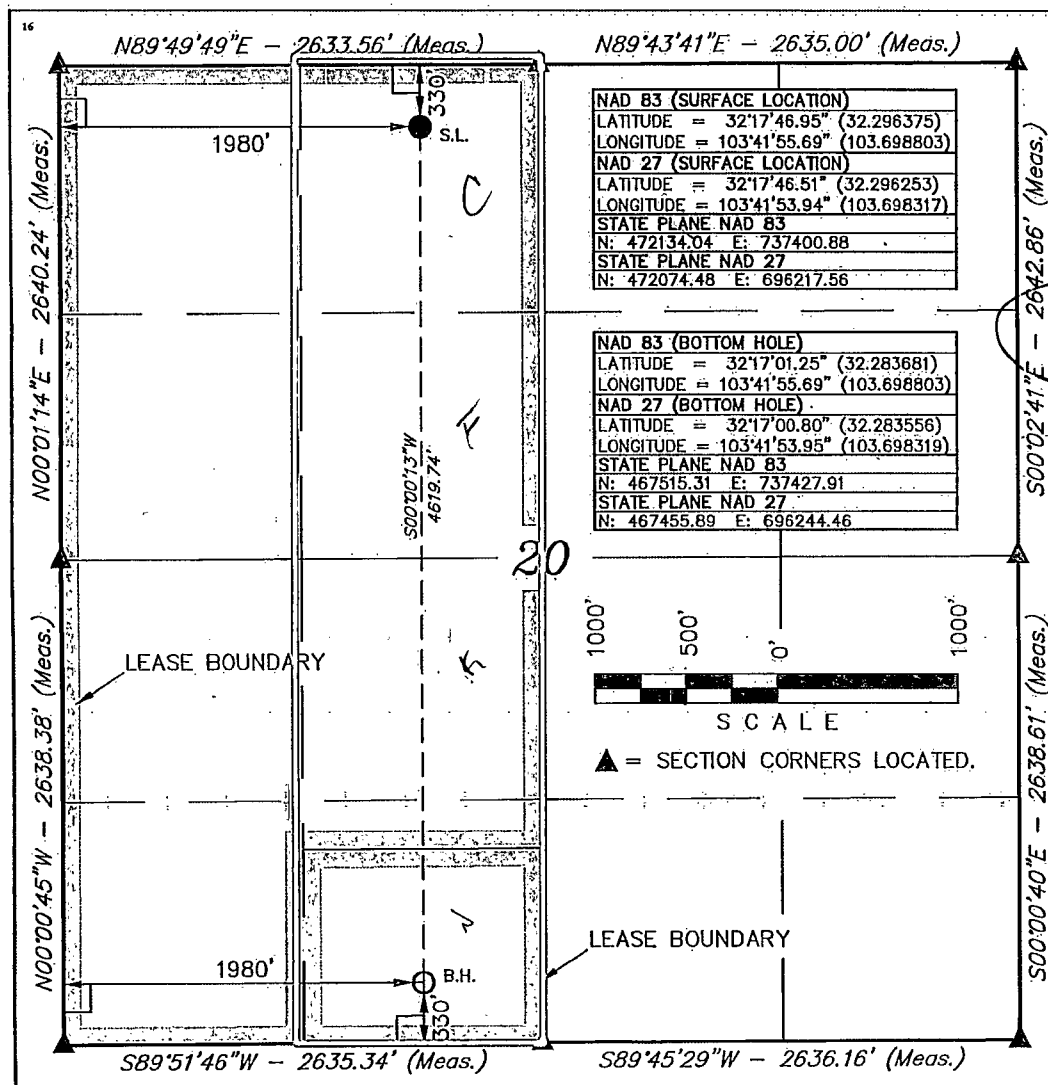 16
N89°49'49"E - 2633.56' (Meas.)
N89°43'41"E - 2635.00' (Meas.)
330'
S.L.
1980'
C
NAD 83 (SURFACE LOCATION)
LATITUDE = 32°17'46.95" (32.296375)
LONGITUDE = 103°41'55.69" (103.698803)
NAD 27 (SURFACE LOCATION)
LATITUDE = 32°17'46.51" (32.296253)
LONGITUDE = 103°41'53.94" (103.698317)
STATE PLANE NAD 83
N: 472134.04 E: 737400.88
STATE PLANE NAD 27
N: 472074.48 E: 696217.56
N00°01'14"E - 2640.24' (Meas.)
S00°02'41"E - 2642.86' (Meas.)
NAD 83 (BOTTOM HOLE)
LATITUDE = 32°17'01.25" (32.283681)
LONGITUDE = 103°41'55.69" (103.698803)
NAD 27 (BOTTOM HOLE)
LATITUDE = 32°17'00.80" (32.283556)
LONGITUDE = 103°41'53.95" (103.698319)
STATE PLANE NAD 83
N: 467515.31 E: 737427.91
STATE PLANE NAD 27
N: 467455.89 E: 696244.46
F
S00°00'13"W
4619.74'
20
K
1000'
500'
0'
1000'
SCALE
▲ = SECTION CORNERS LOCATED.
LEASE BOUNDARY
N00°00'45"W - 2638.38' (Meas.)
S00°00'40"E - 2638.61' (Meas.)
LEASE BOUNDARY
1980'
B.H.
330'
S89°51'46"W - 2635.34' (Meas.)
S89°45'29"W - 2636.16' (Meas.)